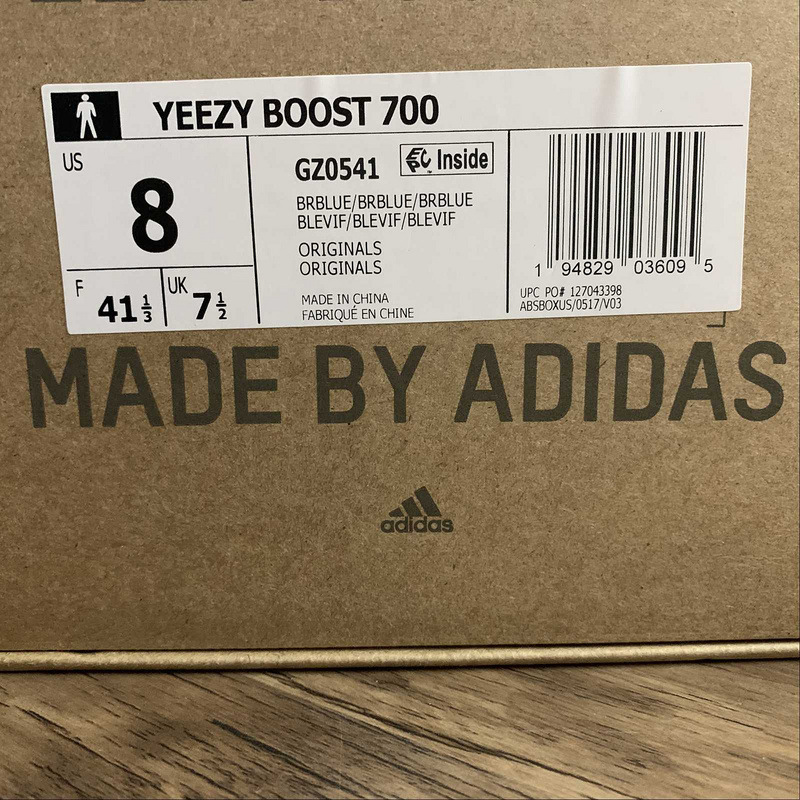 YEEZY BOOST 700
US
8
F
41 1/3
UK
7 1/2
GZ0541
EPC Inside
BRBLUE/BRBLUE/BRBLUE
BLEVIF/BLEVIF/BLEVIF
ORIGINALS
ORIGINALS
MADE IN CHINA
FABRIQUÉ EN CHINE
1 94829 03609 5
UPC PO# 127043398
ABSBOXUS/0517/V03
MADE BY ADIDAS
adidas